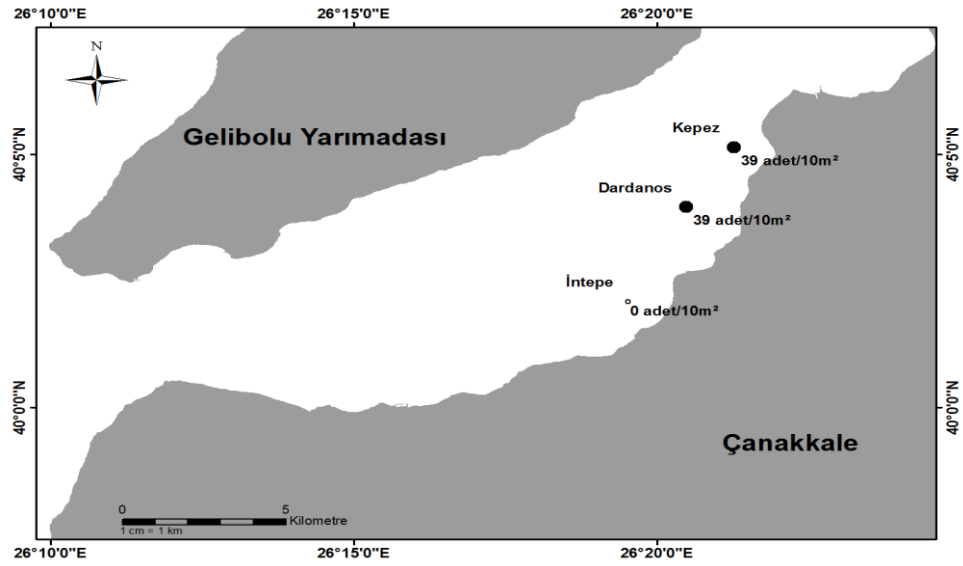 26°10'0"E 26°15'0"E 26°20'0"E
N
Gelibolu Yarımadası
Kepez
39 adet/10m²
40°5'0"N 40°5'0"N
Dardanos
39 adet/10m²
İntepe
0 adet/10m²
40°0'0"N 40°0'0"N
Çanakkale
0 5
Kilometre
1 cm = 1 km
26°10'0"E 26°15'0"E 26°20'0"E